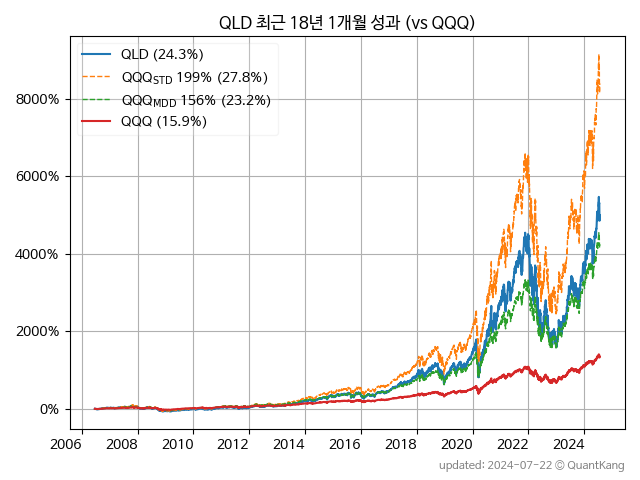 QLD 최근 18년 1개월 성과 (vs QQQ)
QLD (24.3%)
QQQSTD 199% (27.8%)
QQQMDD 156% (23.2%)
QQQ (15.9%)
8000%
6000%
4000%
2000%
0%
2006 2008 2010 2012 2014 2016 2018 2020 2022 2024
updated: 2024-07-22 © QuantKang